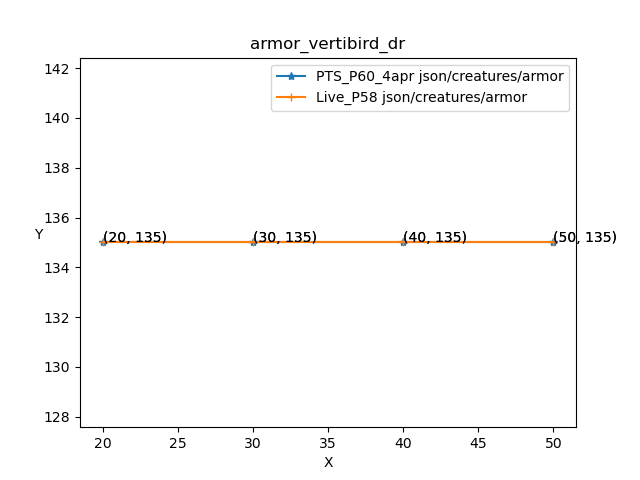 armor_vertibird_dr
PTS_P60_4apr json/creatures/armor
Live_P58 json/creatures/armor
142
140
138
136
134
132
130
128
Y
(20, 135) (30, 135) (40, 135) (50, 135)
20 25 30 35 40 45 50
X